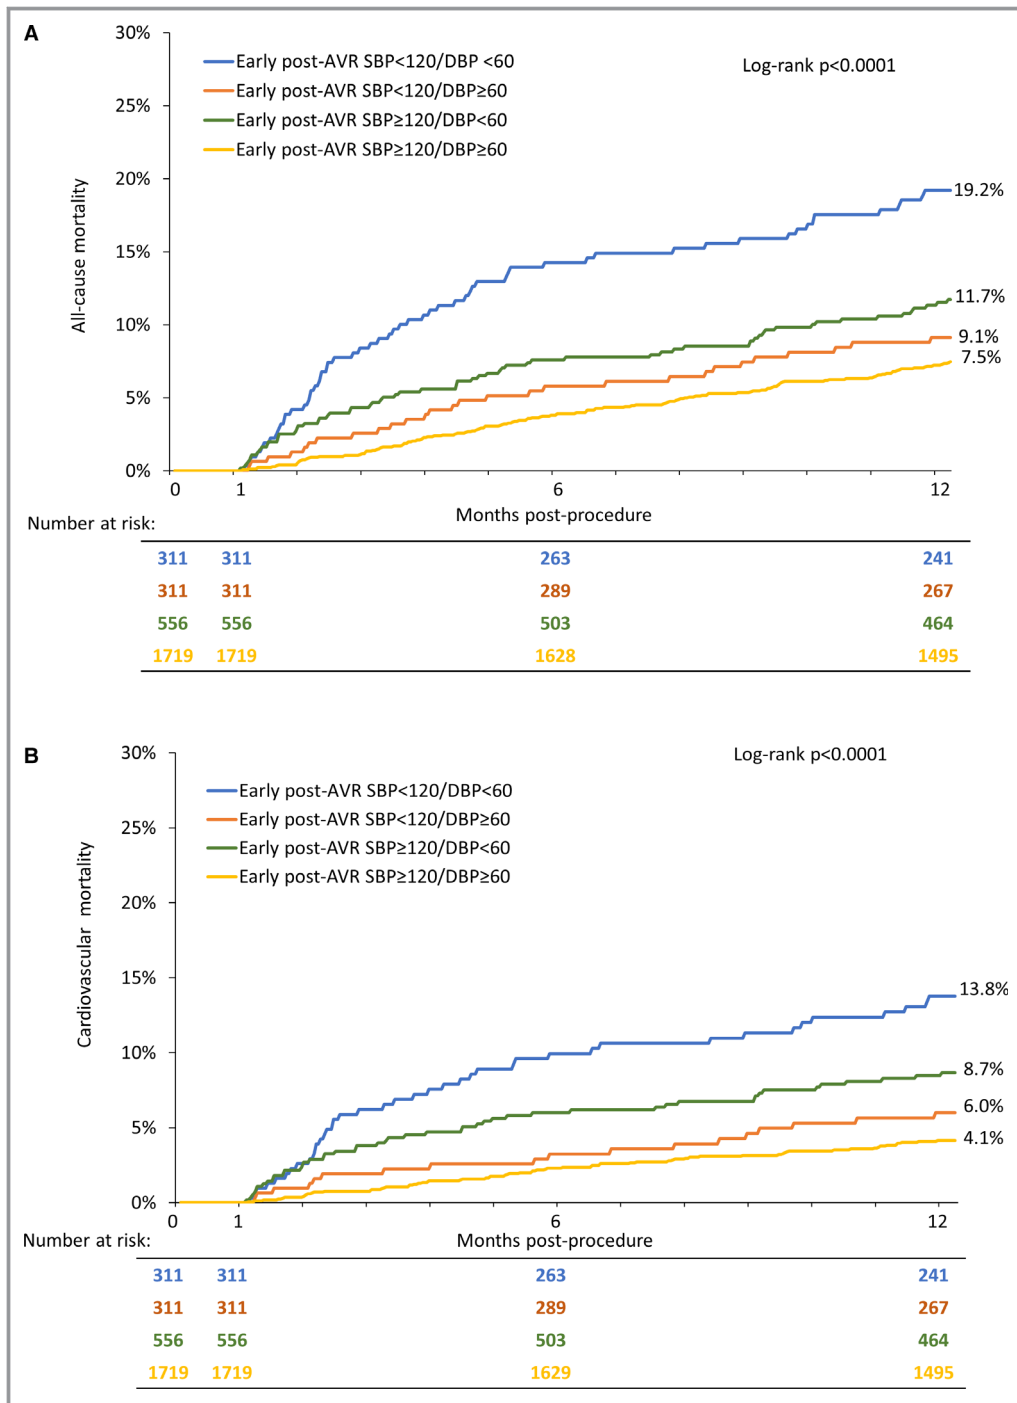 A
30%
25%
20%
15%
10%
5%
0%
All-cause mortality
Early post-AVR SBP<120/DBP <60
Early post-AVR SBP<120/DBP≥60
Early post-AVR SBP≥120/DBP<60
Early post-AVR SBP≥120/DBP≥60
Log-rank p<0.0001
19.2%
11.7%
9.1%
7.5%
0 1 6 12
Months post-procedure
Number at risk:
311 311 263 241
311 311 289 267
556 556 503 464
1719 1719 1628 1495
B
30%
25%
20%
15%
10%
5%
0%
Cardiovascular mortality
Early post-AVR SBP<120/DBP<60
Early post-AVR SBP<120/DBP≥60
Early post-AVR SBP≥120/DBP<60
Early post-AVR SBP≥120/DBP≥60
Log-rank p<0.0001
13.8%
8.7%
6.0%
4.1%
0 1 6 12
Months post-procedure
Number at risk:
311 311 263 241
311 311 289 267
556 556 503 464
1719 1719 1629 1495